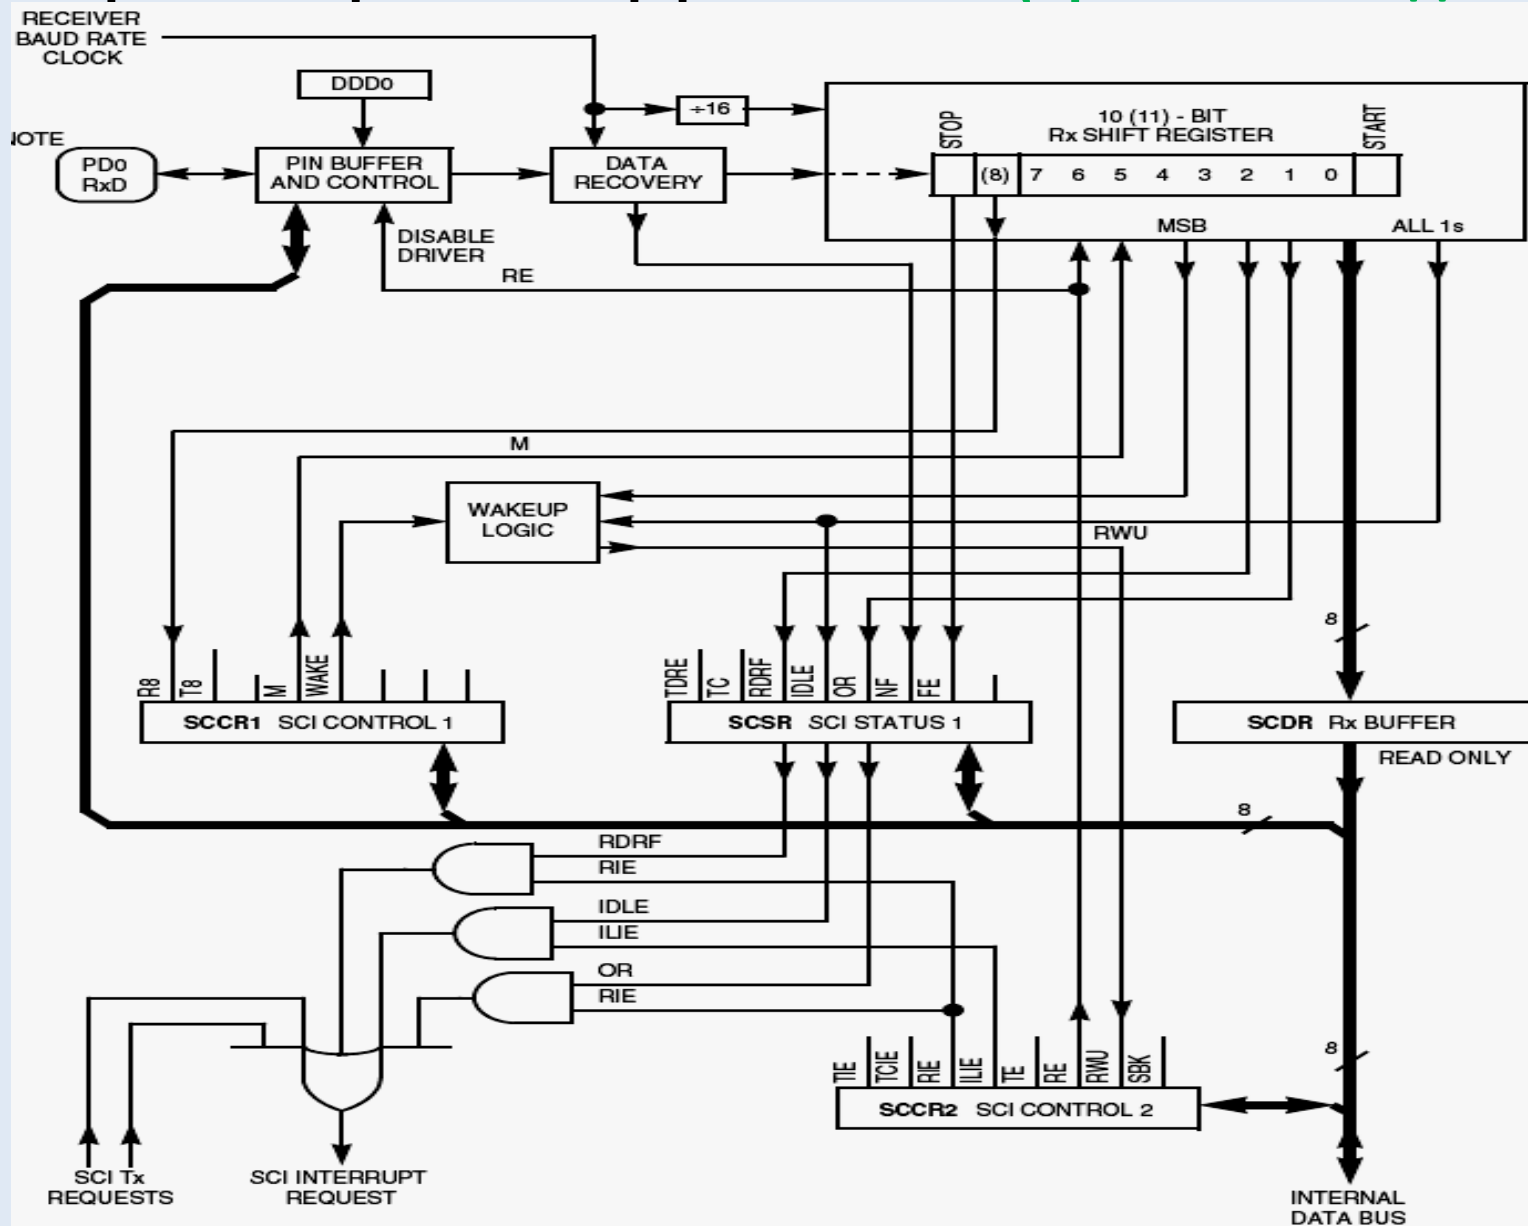 RECEIVER
BAUD RATE
CLOCK
DDD0
÷16
10 (11) - BIT
Rx SHIFT REGISTER
STOP
START
OTE
PD0
RxD
PIN BUFFER
AND CONTROL
DATA
RECOVERY
(8) 7 6 5 4 3 2 1 0
DISABLE
DRIVER
MSB
ALL 1s
RE
M
WAKEUP
LOGIC
RWU
8
R8
T8
M
WAKE
TDRE
TC
RDRF
IDLE
OR
NF
FE
SCCR1 SCI CONTROL 1
SCSR SCI STATUS 1
SCDR Rx BUFFER
READ ONLY
8
RDRF
RIE
IDLE
ILIE
OR
RIE
8
TIE
TCIE
RIE
ILIE
TE
RE
RWU
SBK
SCCR2 SCI CONTROL 2
SCI Tx
REQUESTS
SCI INTERRUPT
REQUEST
INTERNAL
DATA BUS